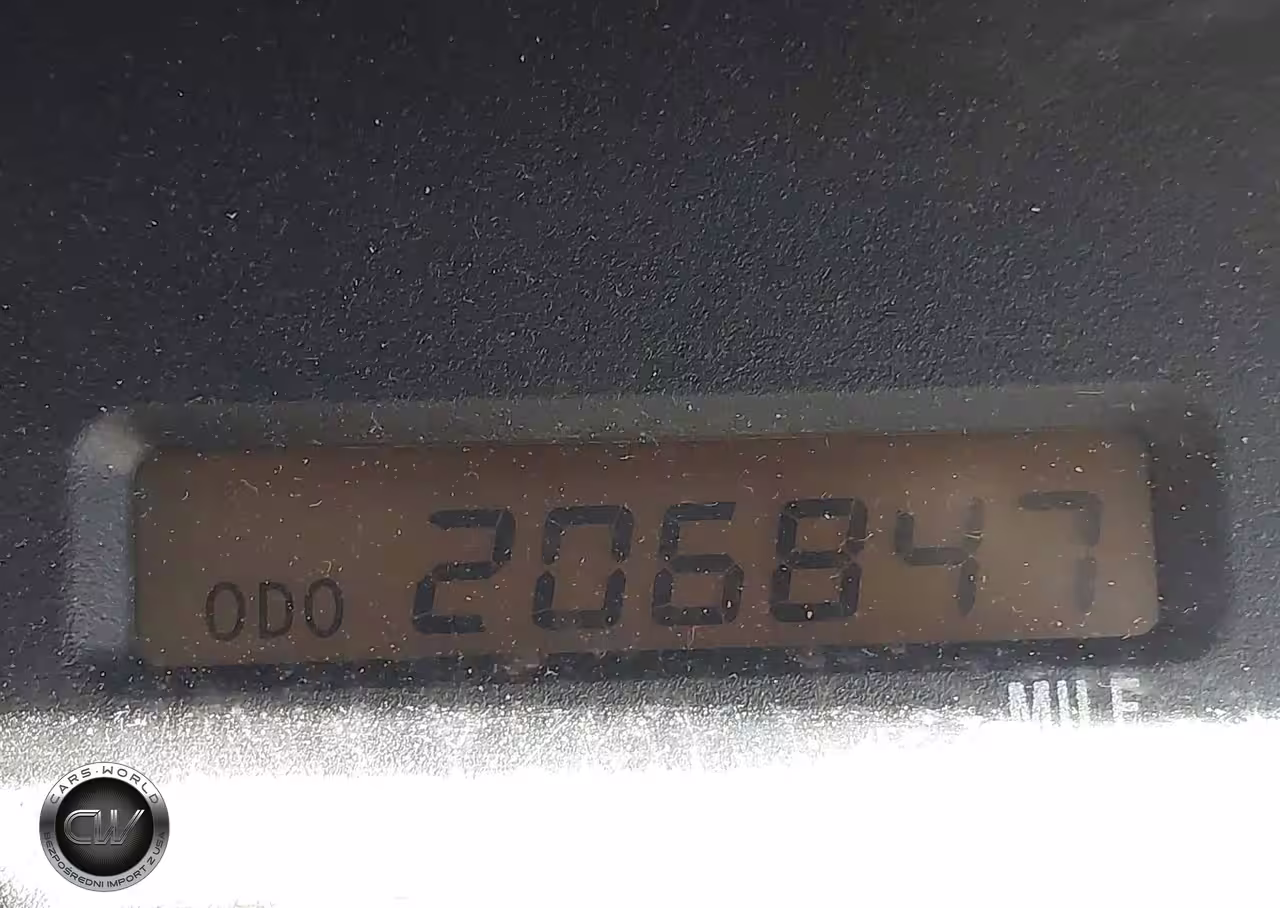 ODO 206847
MILE
CARS·WORLD
CW
BEZPOŚREDNI IMPORT Z USA